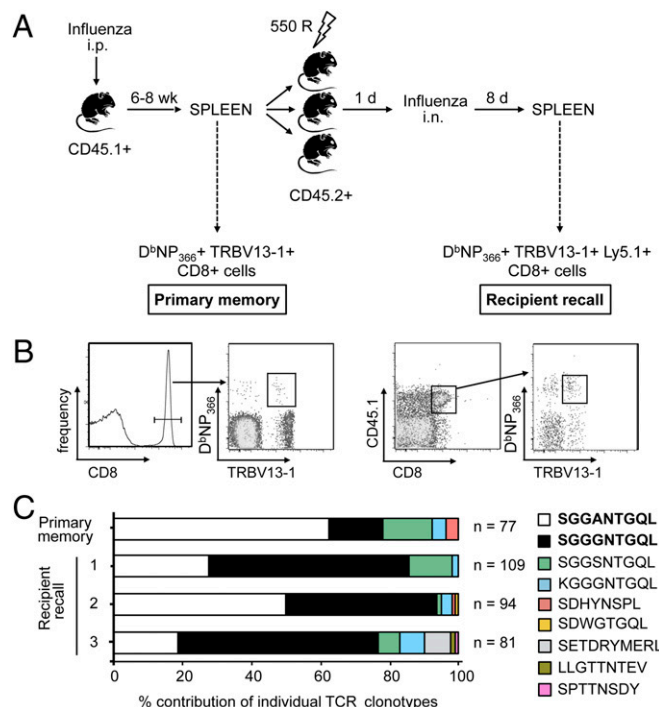 A
Influenza
i.p.
550 R
6-8 wk
SPLEEN
1 d
Influenza
i.n.
8 d
SPLEEN
CD45.1+
CD45.2+
DᵇNP₃₆₆+ TRBV13-1+
CD8+ cells
Primary memory
DᵇNP₃₆₆+ TRBV13-1+ Ly5.1+
CD8+ cells
Recipient recall
B
frequency
CD8
DᵇNP₃₆₆
TRBV13-1
CD45.1
CD8
DᵇNP₃₆₆
TRBV13-1
C
Primary
memory
n = 77
Recipient
recall
1
n = 109
2
n = 94
3
n = 81
0 20 40 60 80 100
% contribution of individual TCR clonotypes
SGGANTGQL
SGGGNTGQL
SGGSNTGQL
KGGGNTGQL
SDHYNSPL
SDWGTGQL
SETDRYMERL
LLGTTNTEV
SPTTNSDY